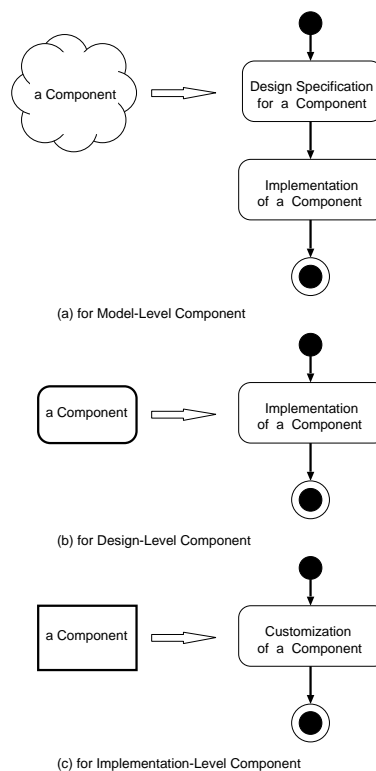 a Component
Design Specification
for a Component
Implementation
of a Component
(a) for Model-Level Component
a Component
Implementation
of a Component
(b) for Design-Level Component
a Component
Customization
of a Component
(c) for Implementation-Level Component